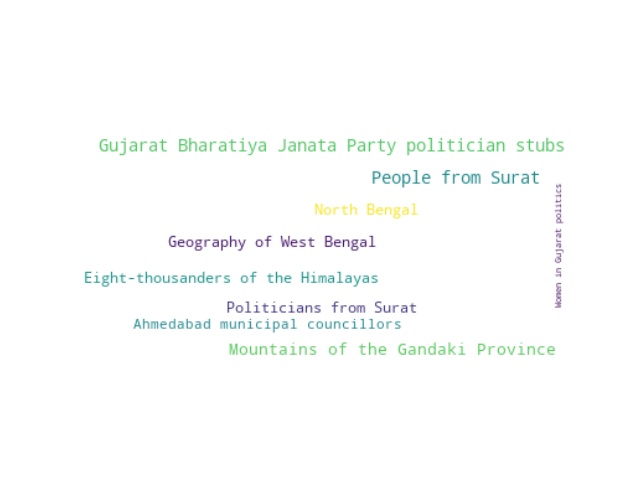 Gujarat Bharatiya Janata Party politician stubs
People from Surat
Women in Gujarat politics
North Bengal
Geography of West Bengal
Eight-thousanders of the Himalayas
Politicians from Surat
Ahmedabad municipal councillors
Mountains of the Gandaki Province